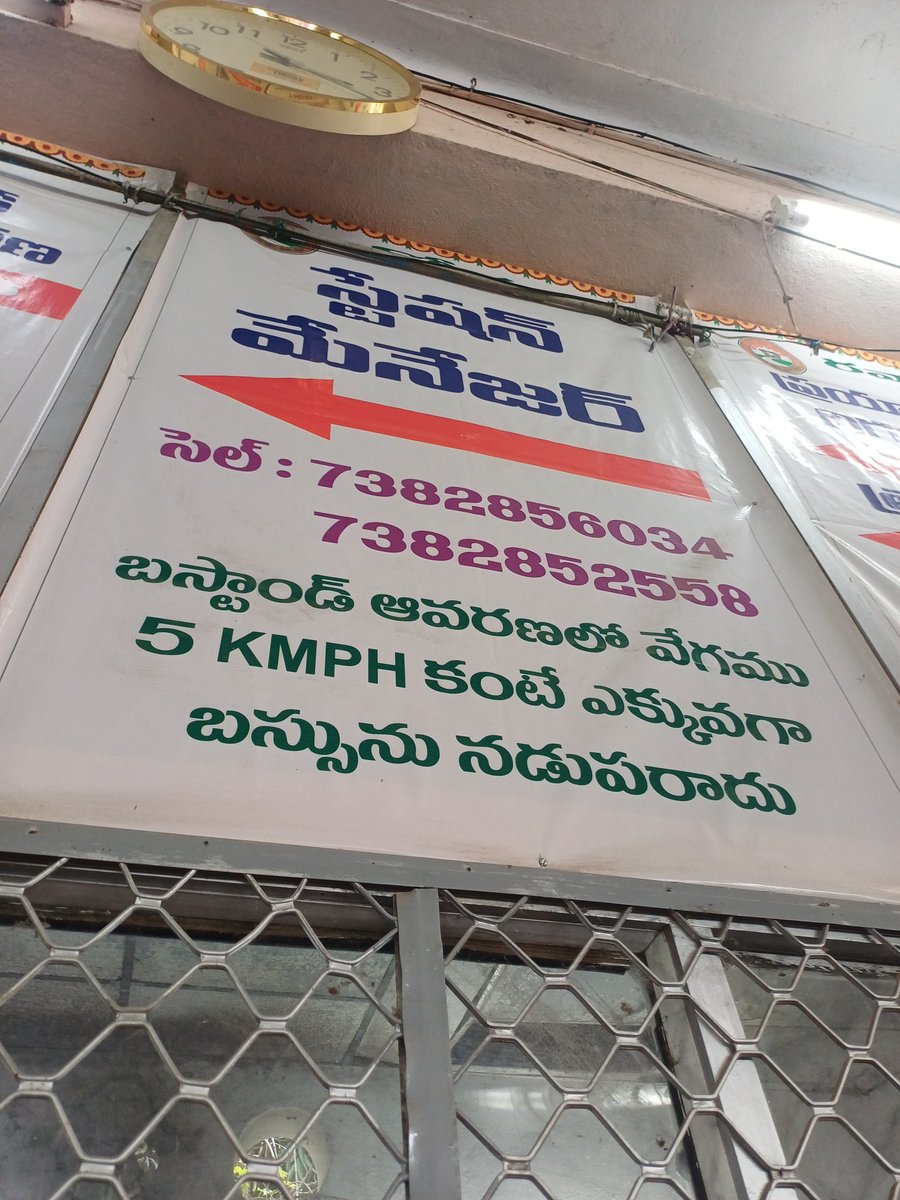 స్టేషన్
మేనేజర్
సెల్ : 7382856034
7382852558
బస్టాండ్ ఆవరణలో వేగము
5 KMPH కంటే ఎక్కువగా
బస్సును నడుపరాదు